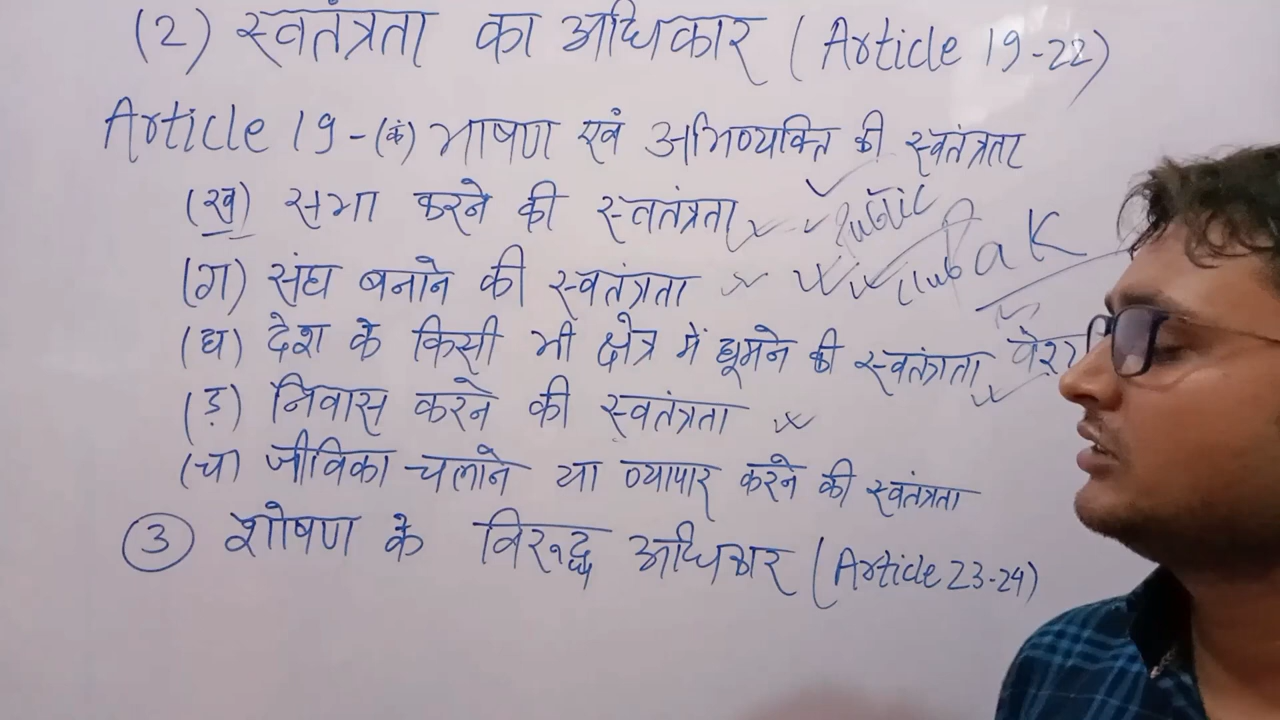 (2) स्वतंत्रता का अधिकार (Article 19-22)
Article 19-(क) भाषण एवं अभिव्यक्ति की स्वतंत्रता
(ख) सभा करने की स्वतंत्रता Public
(ग) संघ बनाने की स्वतंत्रता Club a K
(घ) देश के किसी भी क्षेत्र में घूमने की स्वतंत्रता
(ड़) निवास करने की स्वतंत्रता
(च) जीविका चलाने या व्यापार करने की स्वतंत्रता
3 शोषण के विरूद्ध अधिकार (Article 23-24)